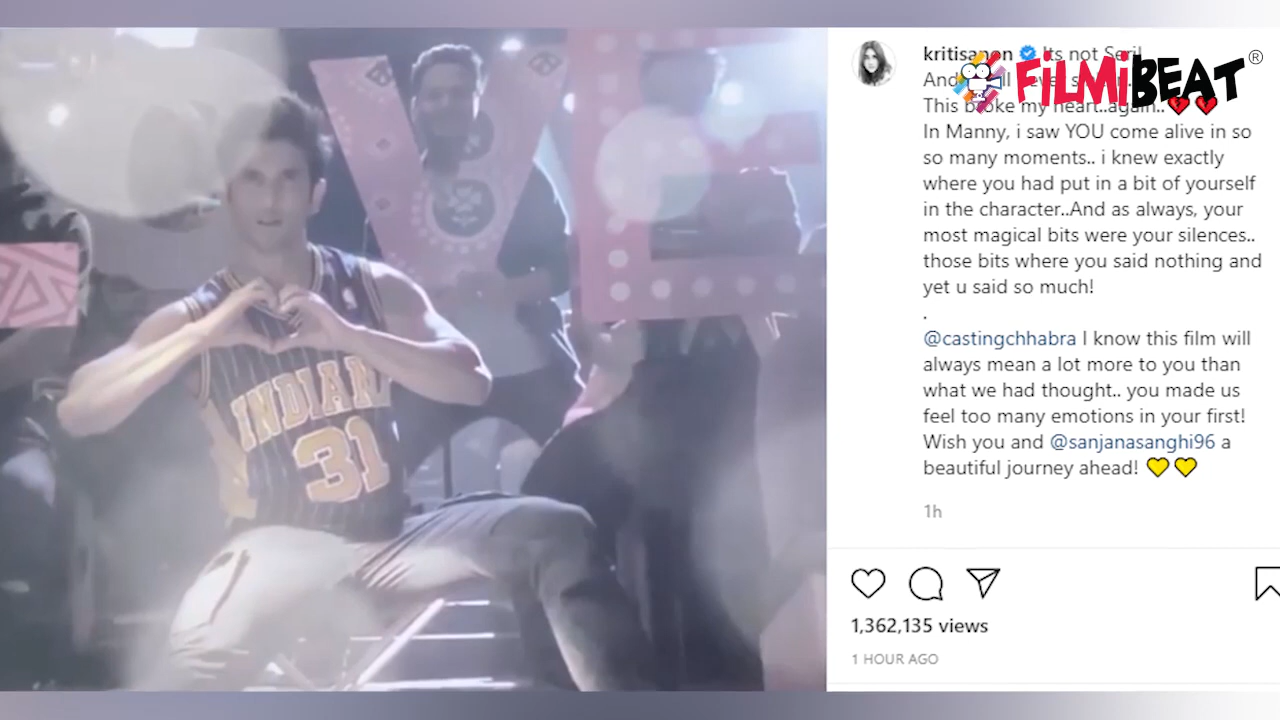 FiLMiBEAT®
kritisanon Its not Seri!
And
This broke my heart..again..💔💔
In Manny, i saw YOU come alive in so
so many moments.. i knew exactly
where you had put in a bit of yourself
in the character..And as always, your
most magical bits were your silences..
those bits where you said nothing and
yet u said so much!
.
@castingchhabra I know this film will
always mean a lot more to you than
what we had thought.. you made us
feel too many emotions in your first!
Wish you and @sanjanasanghi96 a
beautiful journey ahead! 💛💛
1h
1,362,135 views
1 HOUR AGO
VE
INDIANA
31